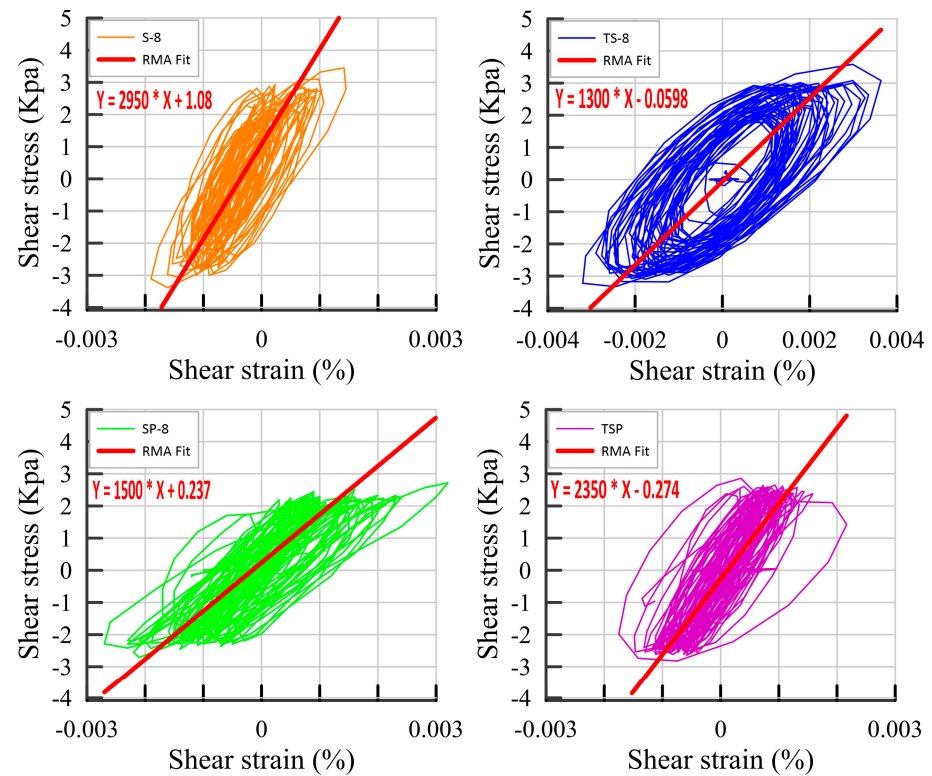 Shear stress (Kpa)
5
4
3
2
1
0
-1
-2
-3
-4
S-8
RMA Fit
Y = 2950 * X + 1.08
-0.003
0
0.003
Shear strain (%)
Shear stress (Kpa)
5
4
3
2
1
0
-1
-2
-3
-4
TS-8
RMA Fit
Y = 1300 * X - 0.0598
-0.004
-0.002
0
0.002
0.004
Shear strain (%)
Shear stress (Kpa)
5
4
3
2
1
0
-1
-2
-3
-4
SP-8
RMA Fit
Y = 1500 * X + 0.237
-0.003
0
0.003
Shear strain (%)
Shear stress (Kpa)
5
4
3
2
1
0
-1
-2
-3
-4
TSP
RMA Fit
Y = 2350 * X - 0.274
-0.003
0
0.003
Shear strain (%)